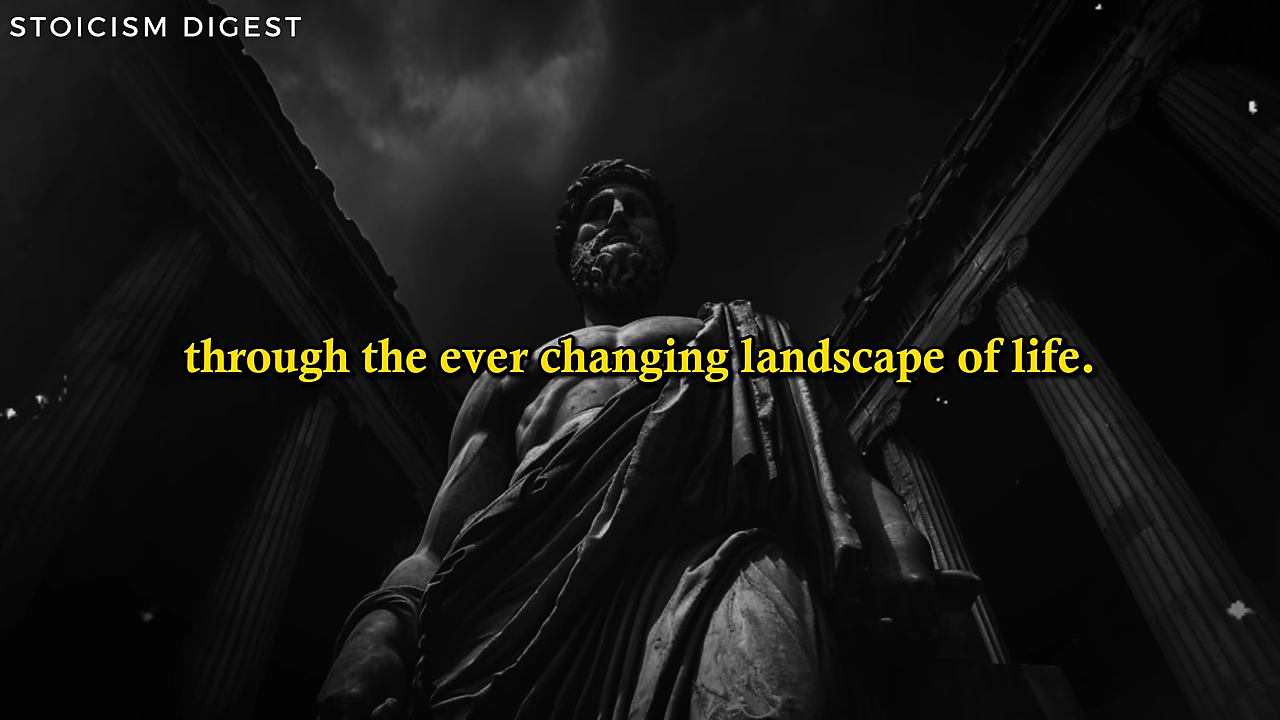 STOICISM DIGEST
through the ever changing landscape of life.